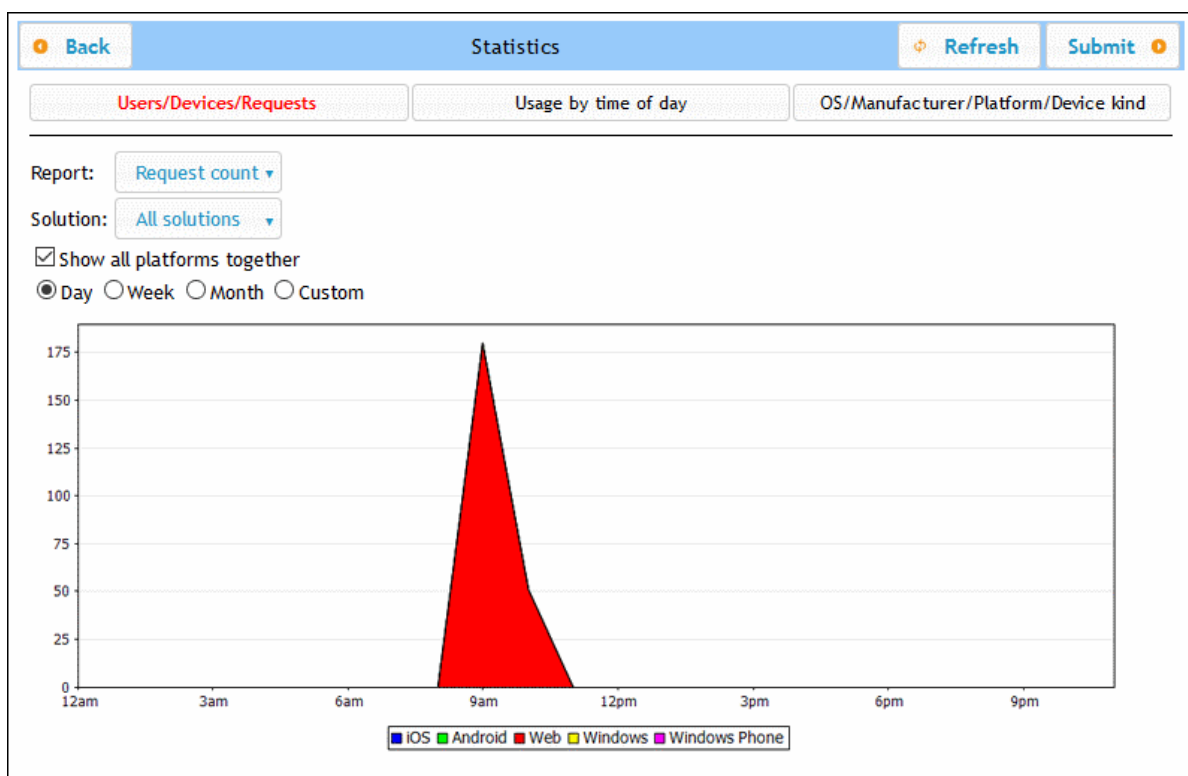 Back Statistics Refresh Submit
Users/Devices/Requests Usage by time of day OS/Manufacturer/Platform/Device kind
Report: Request count
Solution: All solutions
Show all platforms together
Day Week Month Custom
175
150
125
100
75
50
25
0
12am 3am 6am 9am 12pm 3pm 6pm 9pm
iOS Android Web Windows Windows Phone